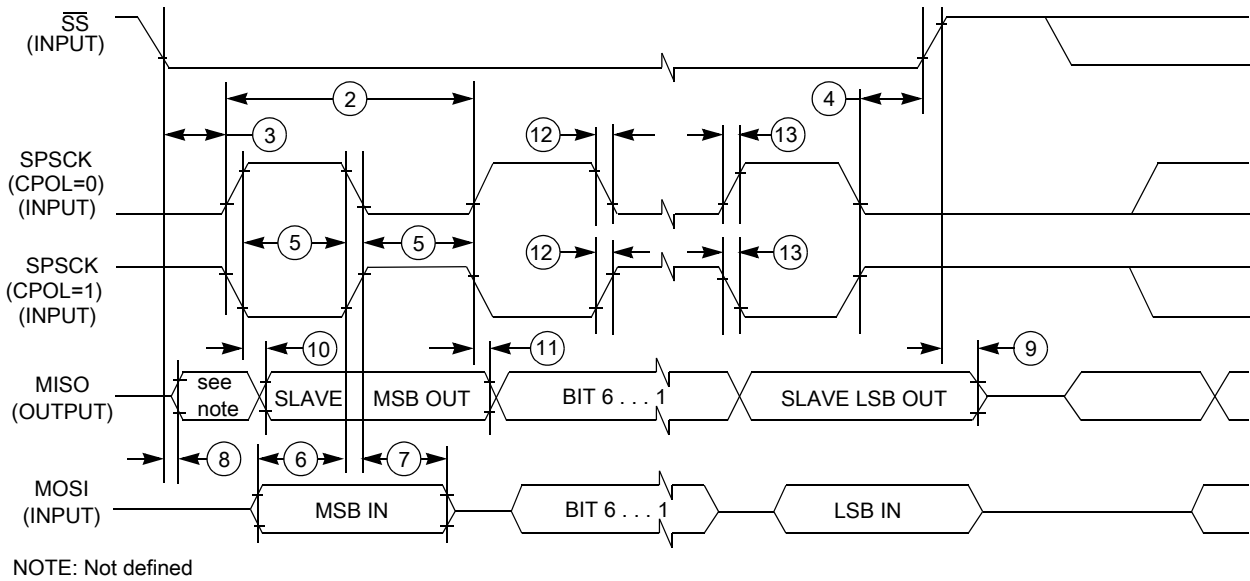 SS
(INPUT)
2
4
3
12
13
SPSCK
(CPOL=0)
(INPUT)
5
5
12
13
SPSCK
(CPOL=1)
(INPUT)
10
11
9
MISO
(OUTPUT)
see
note
SLAVE
MSB OUT
BIT 6 . . . 1
SLAVE LSB OUT
8
6
7
MOSI
(INPUT)
MSB IN
BIT 6 . . . 1
LSB IN
NOTE: Not defined